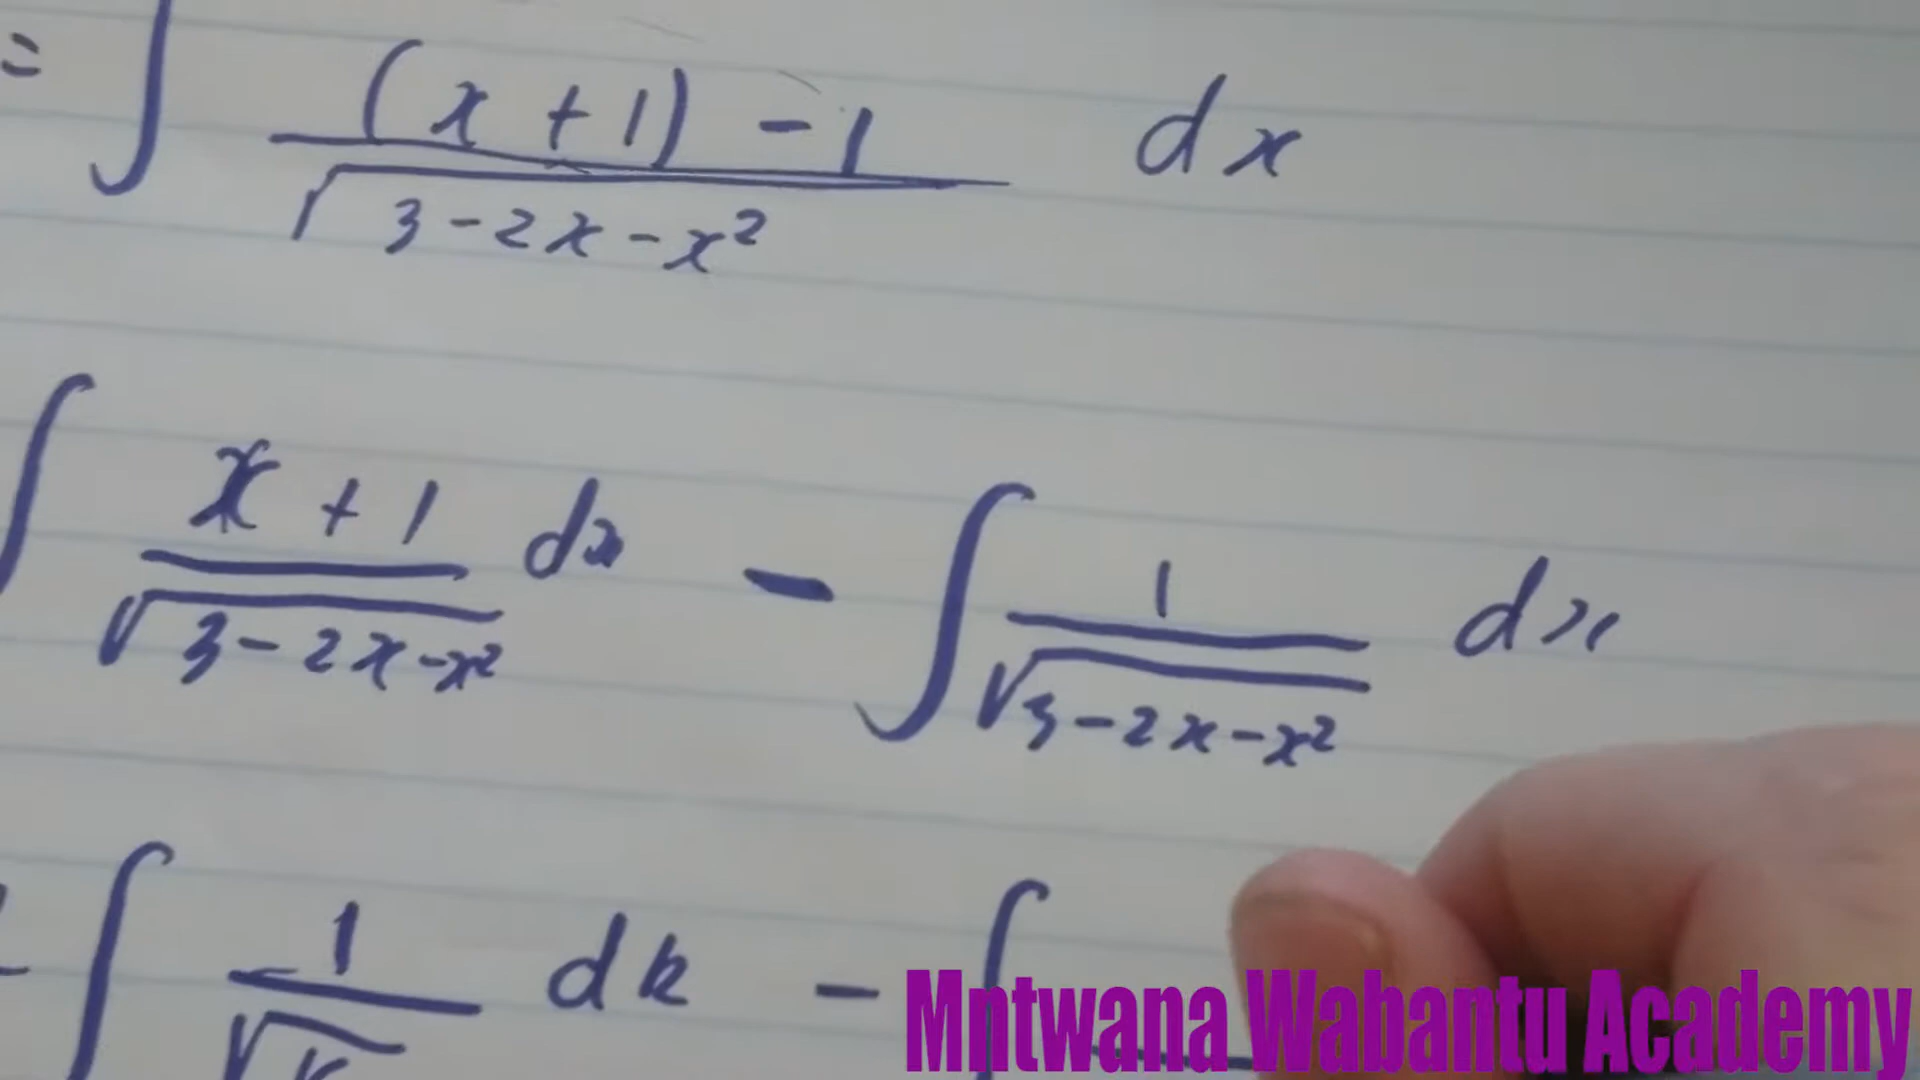 = ∫ (x + 1) - 1 / √(3 - 2x - x²) dx
∫ x + 1 / √(3 - 2x - x²) dx - ∫ 1 / √(3 - 2x - x²) dx
∫ 1 / √k dk - ∫
Mntwana Wabantu Academy